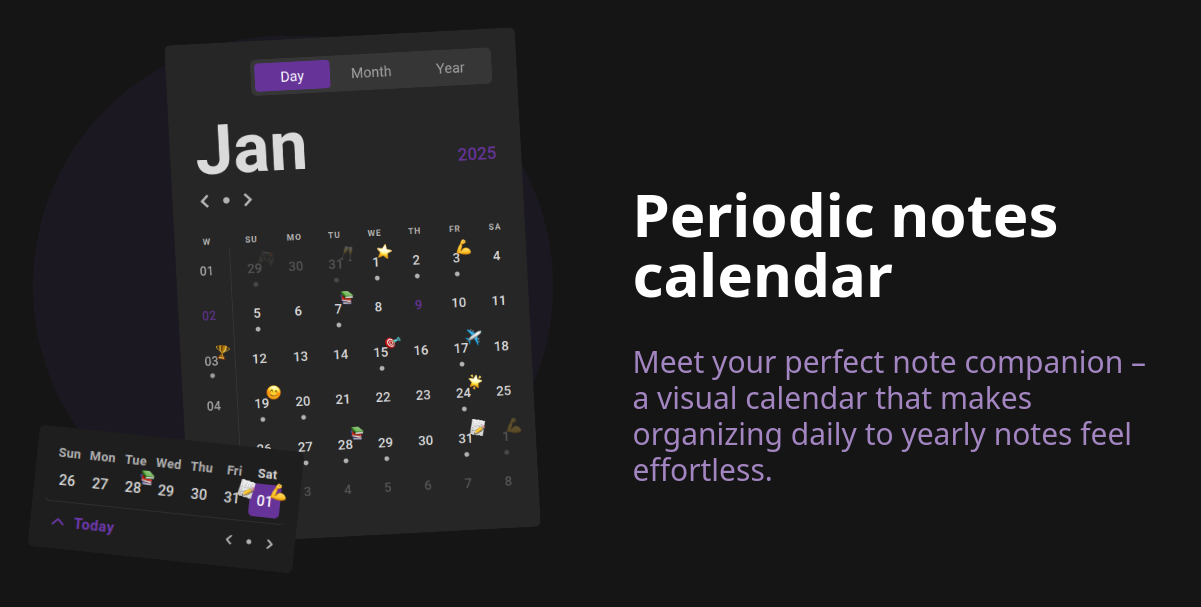 Day Month Year
Jan
2025
W SU MO TU WE TH FR SA
01 29 30 31 1 2 3 4
02 5 6 7 8 9 10 11
03 12 13 14 15 16 17 18
04 19 20 21 22 23 24 25
27 28 29 30 31 1
3 4 5 6 7 8
Sun Mon Tue Wed Thu Fri Sat
26 27 28 29 30 31 01
Today
Periodic notes
calendar
Meet your perfect note companion –
a visual calendar that makes
organizing daily to yearly notes feel
effortless.